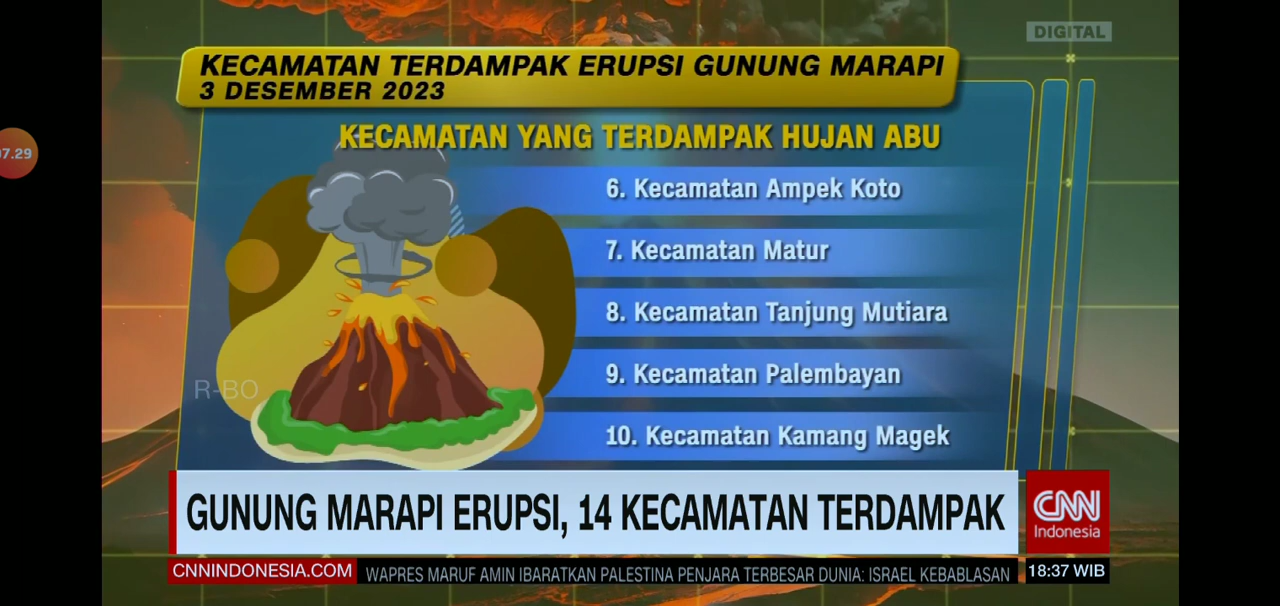 DIGITAL
KECAMATAN TERDAMPAK ERUPSI GUNUNG MARAPI
3 DESEMBER 2023
07.29
KECAMATAN YANG TERDAMPAK HUJAN ABU
6. Kecamatan Ampek Koto
7. Kecamatan Matur
8. Kecamatan Tanjung Mutiara
9. Kecamatan Palembayan
R-BO
10. Kecamatan Kamang Magek
GUNUNG MARAPI ERUPSI, 14 KECAMATAN TERDAMPAK
CNN
Indonesia
CNNINDONESIA.COM
WAPRES MARUF AMIN IBARATKAN PALESTINA PENJARA TERBESAR DUNIA: ISRAEL KEBABLASAN
18:37 WIB